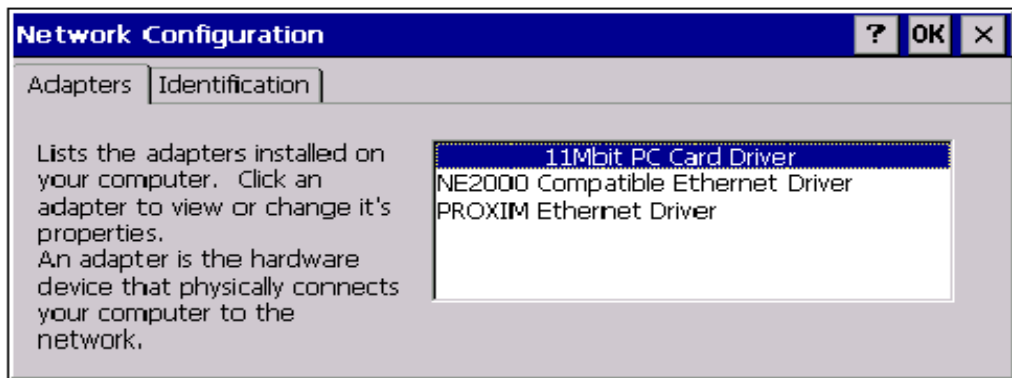 Network Configuration ? OK ×
Adapters Identification
Lists the adapters installed on
your computer. Click an
adapter to view or change it's
properties.
An adapter is the hardware
device that physically connects
your computer to the
network.
11Mbit PC Card Driver
NE2000 Compatible Ethernet Driver
PROXIM Ethernet Driver